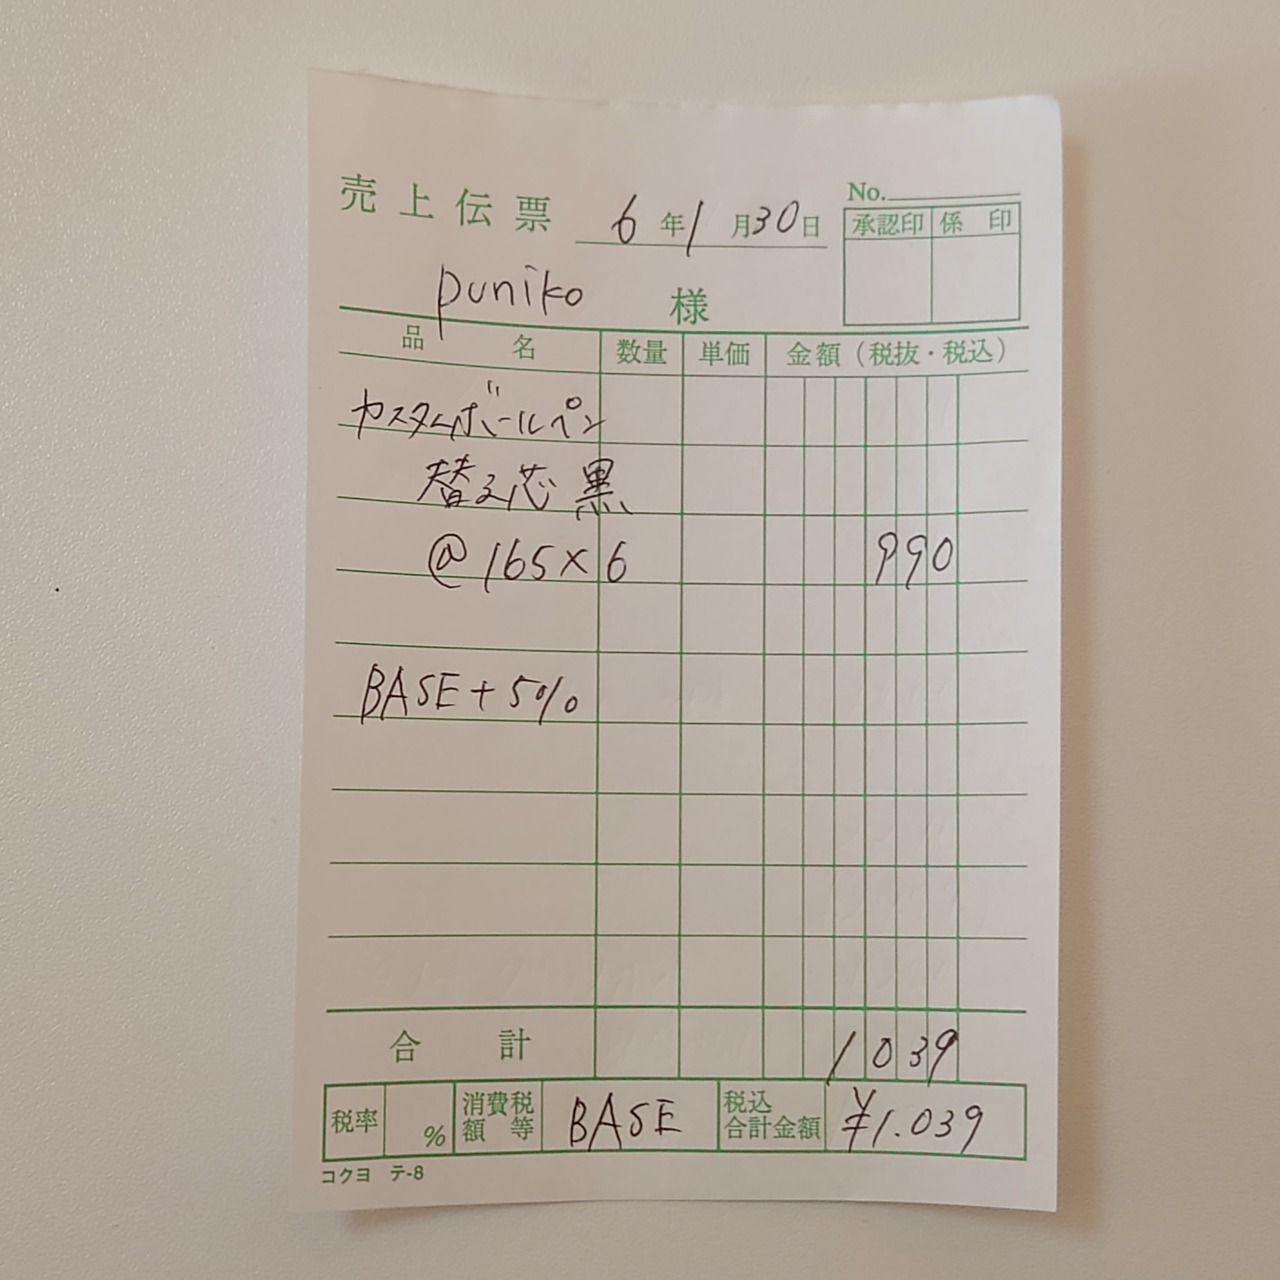 売上伝票 6年1月30日 No.
承認印 係印
puniko 様
品名 数量 単価 金額(税抜・税込)
カスタムボールペン
替え芯 黒
@165×6 990
BASE+5%
合計 1039
税率 % 消費税額等 BASE 税込合計金額 ¥1.039
コクヨ テ-8